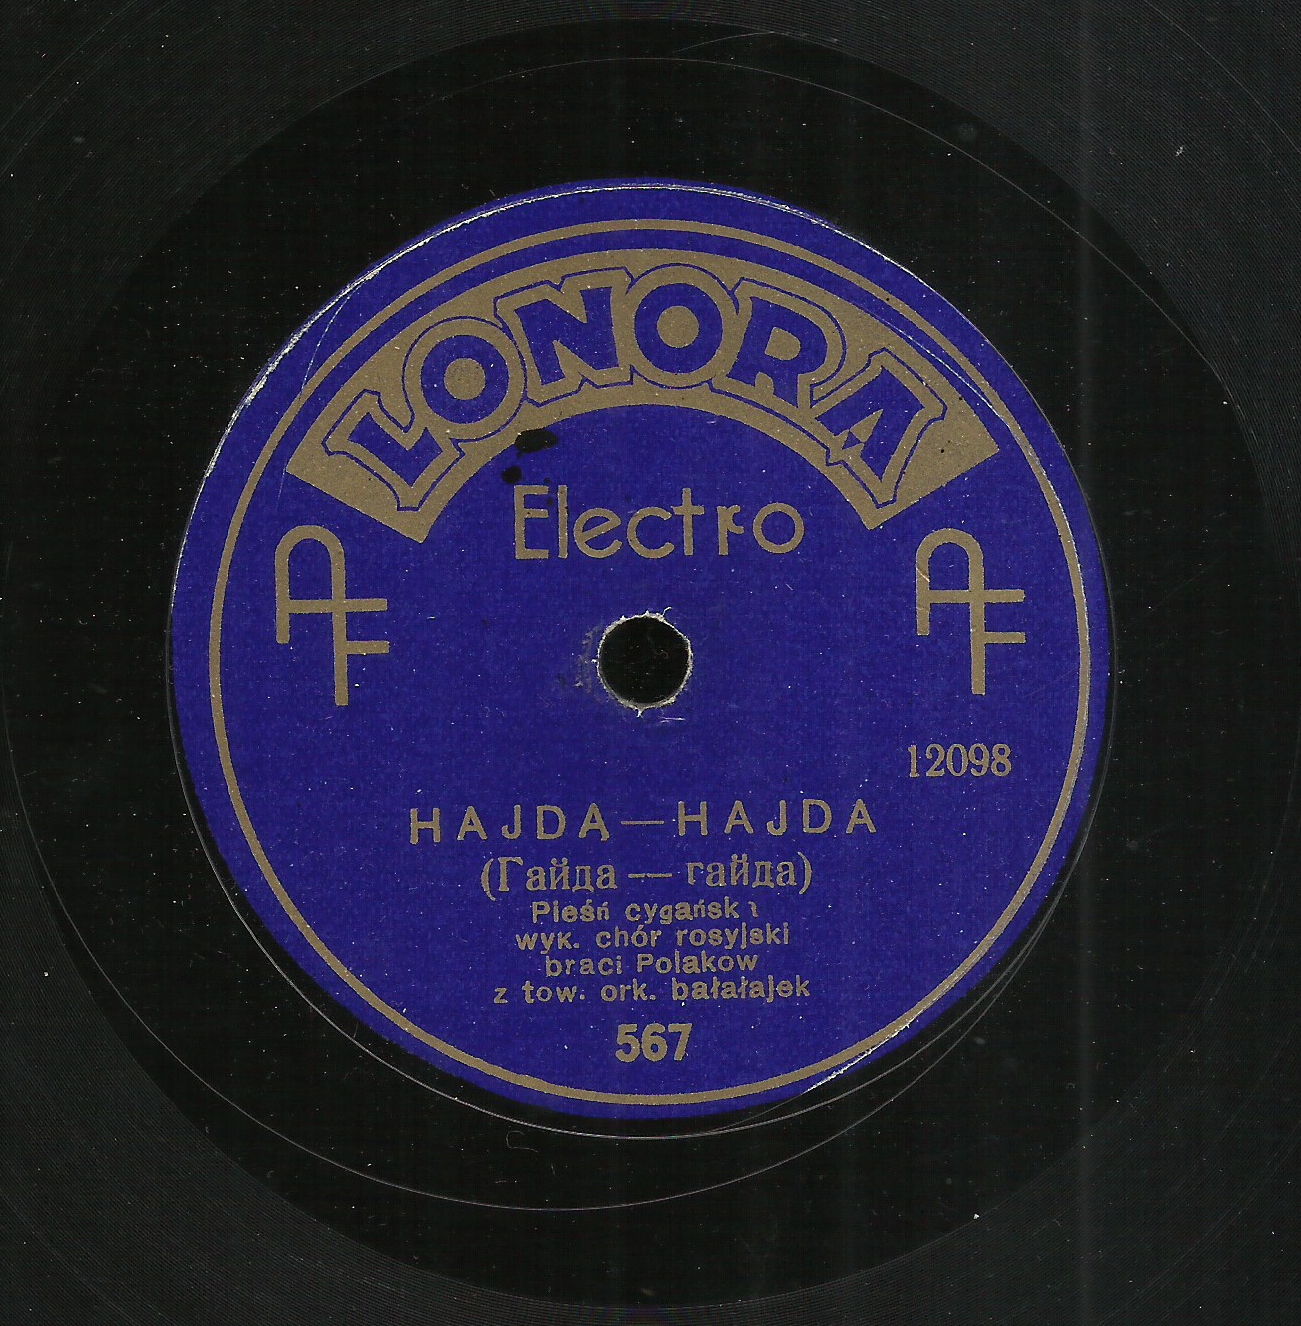 LONORA
Electro
AF AF
12098
HAJDA — HAJDA
(Гайда — гайда)
Pieśń cygańska
wyk. chór rosyjski
braci Polakow
z tow. ork. bałałajek
567